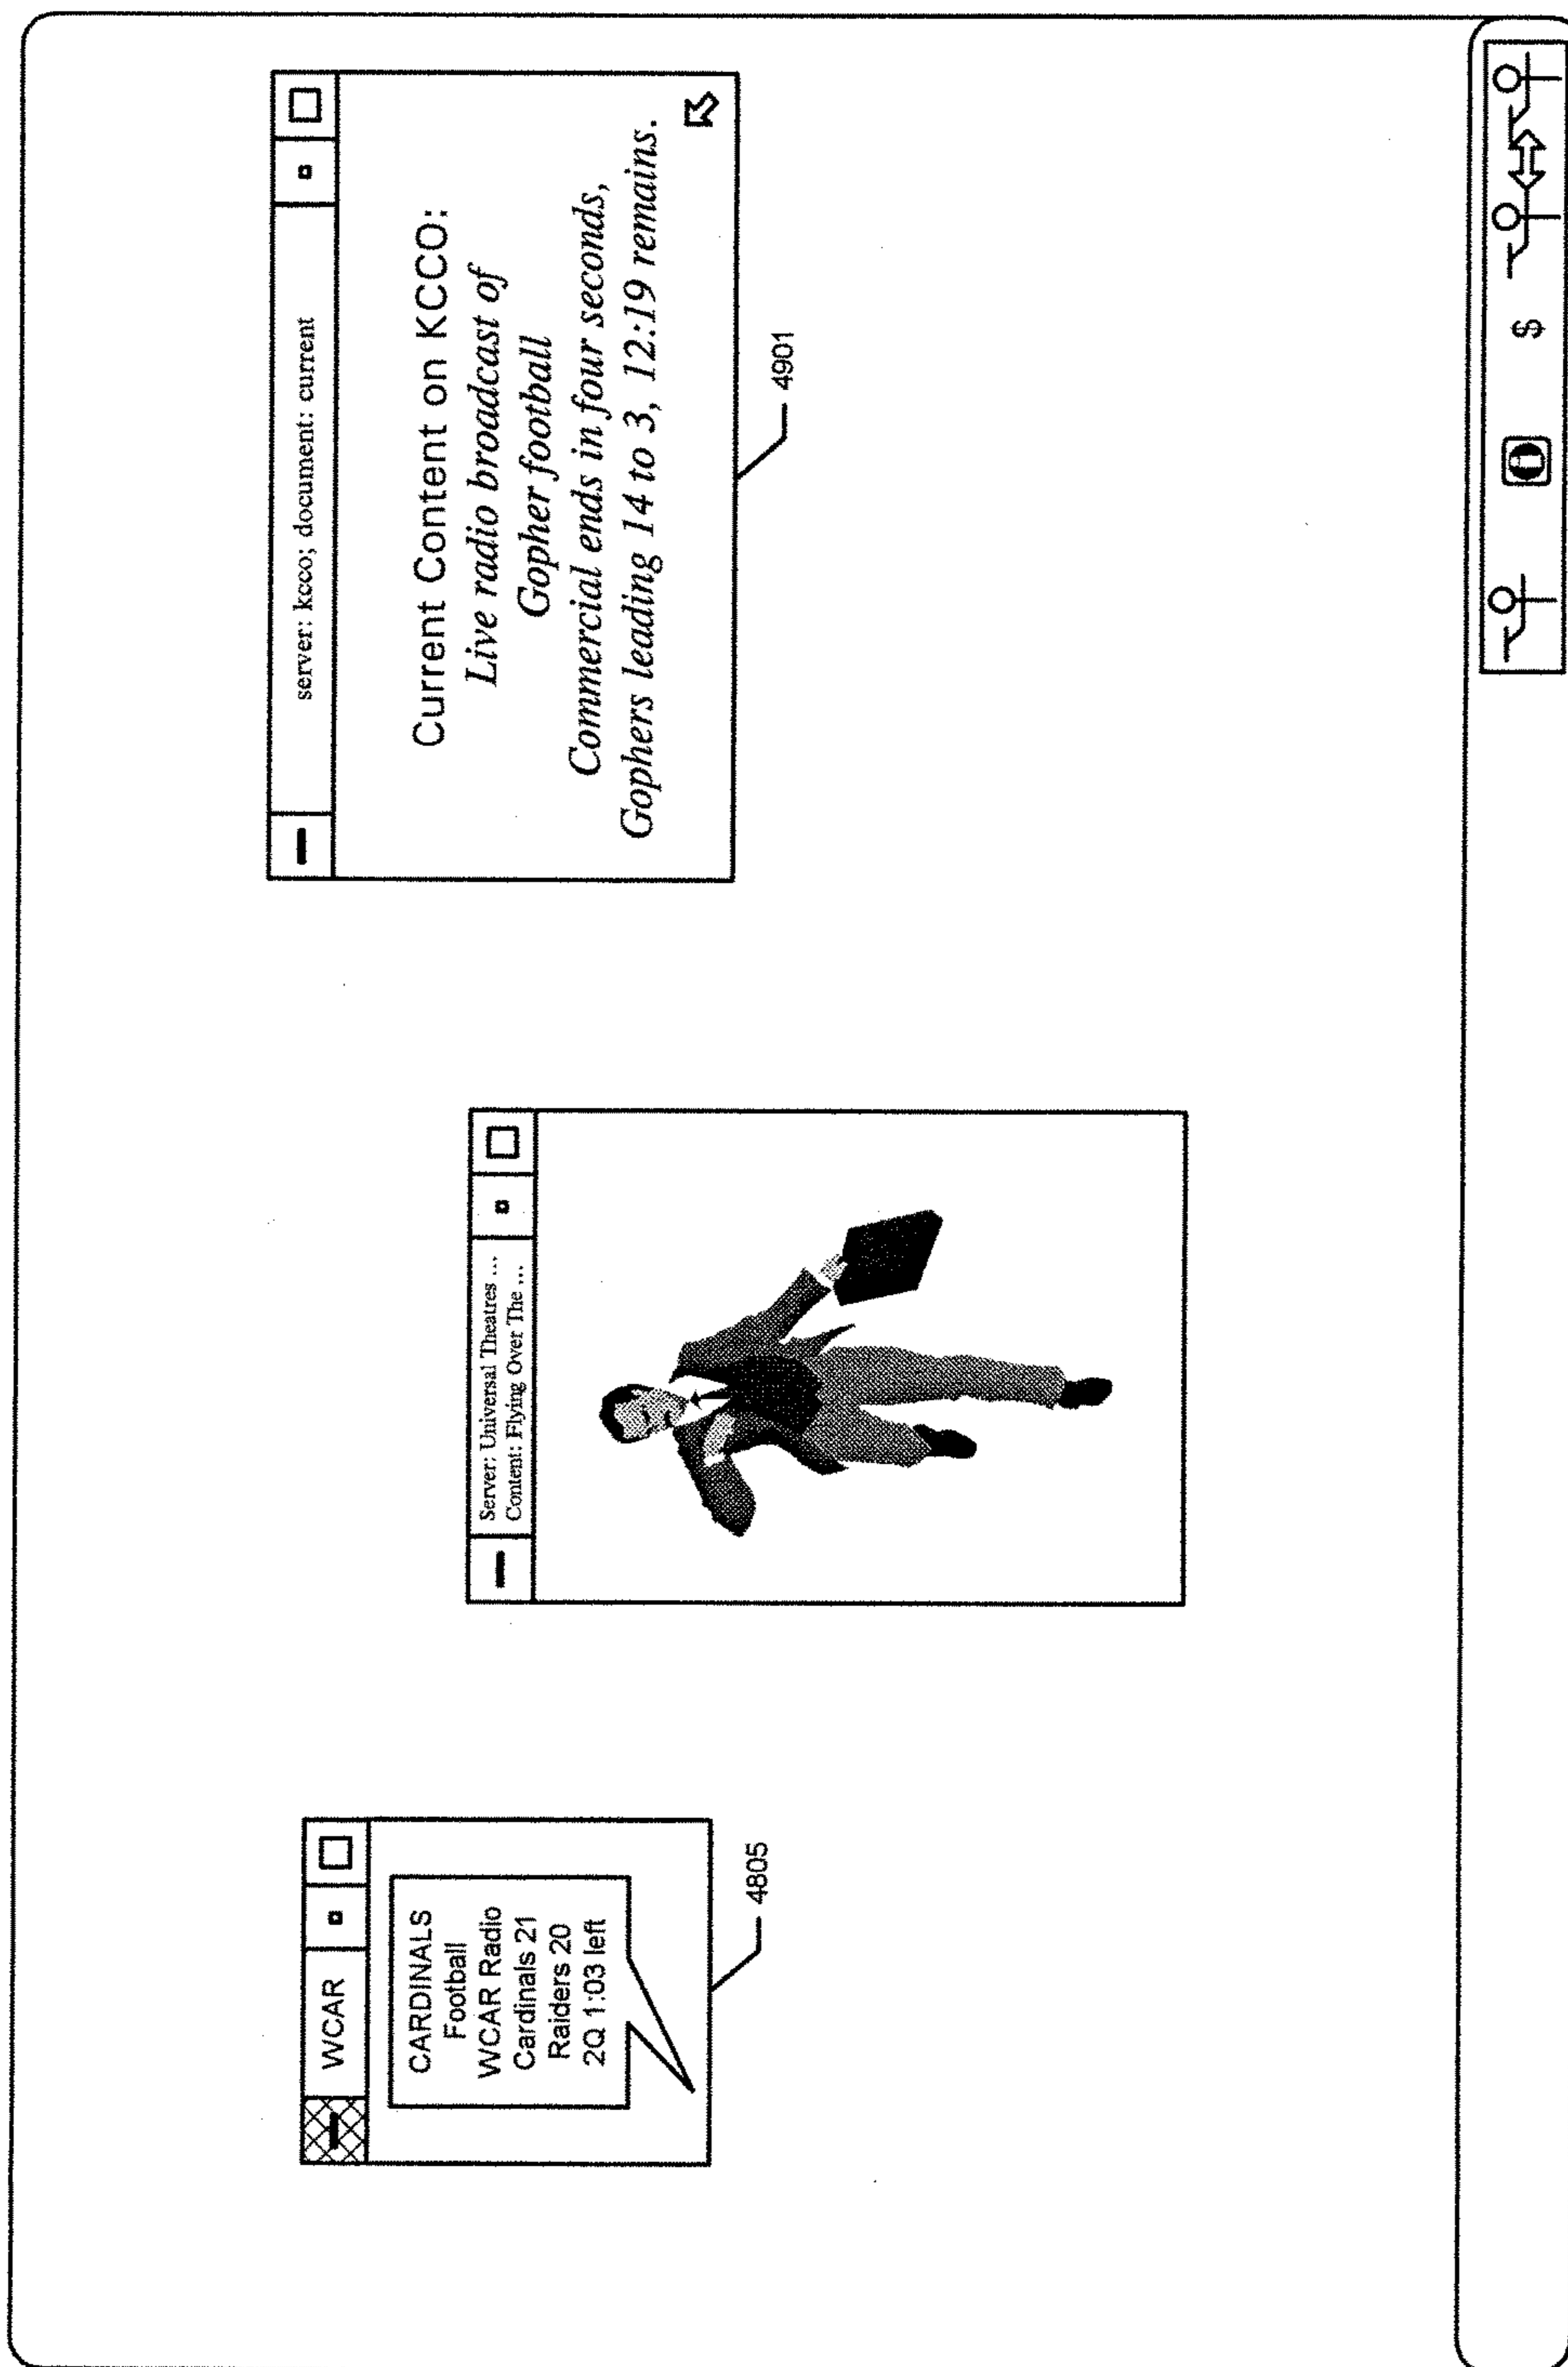 WCAR
CARDINALS
Football
WCAR Radio
Cardinals 21
Raiders 20
2Q 1:03 left
4805
Server: Universal Theatres ...
Content: Flying Over The ...
server: kcco; document: current
Current Content on KCCO:
Live radio broadcast of
Gopher football
Commercial ends in four seconds,
Gophers leading 14 to 3, 12:19 remains.
4901
$